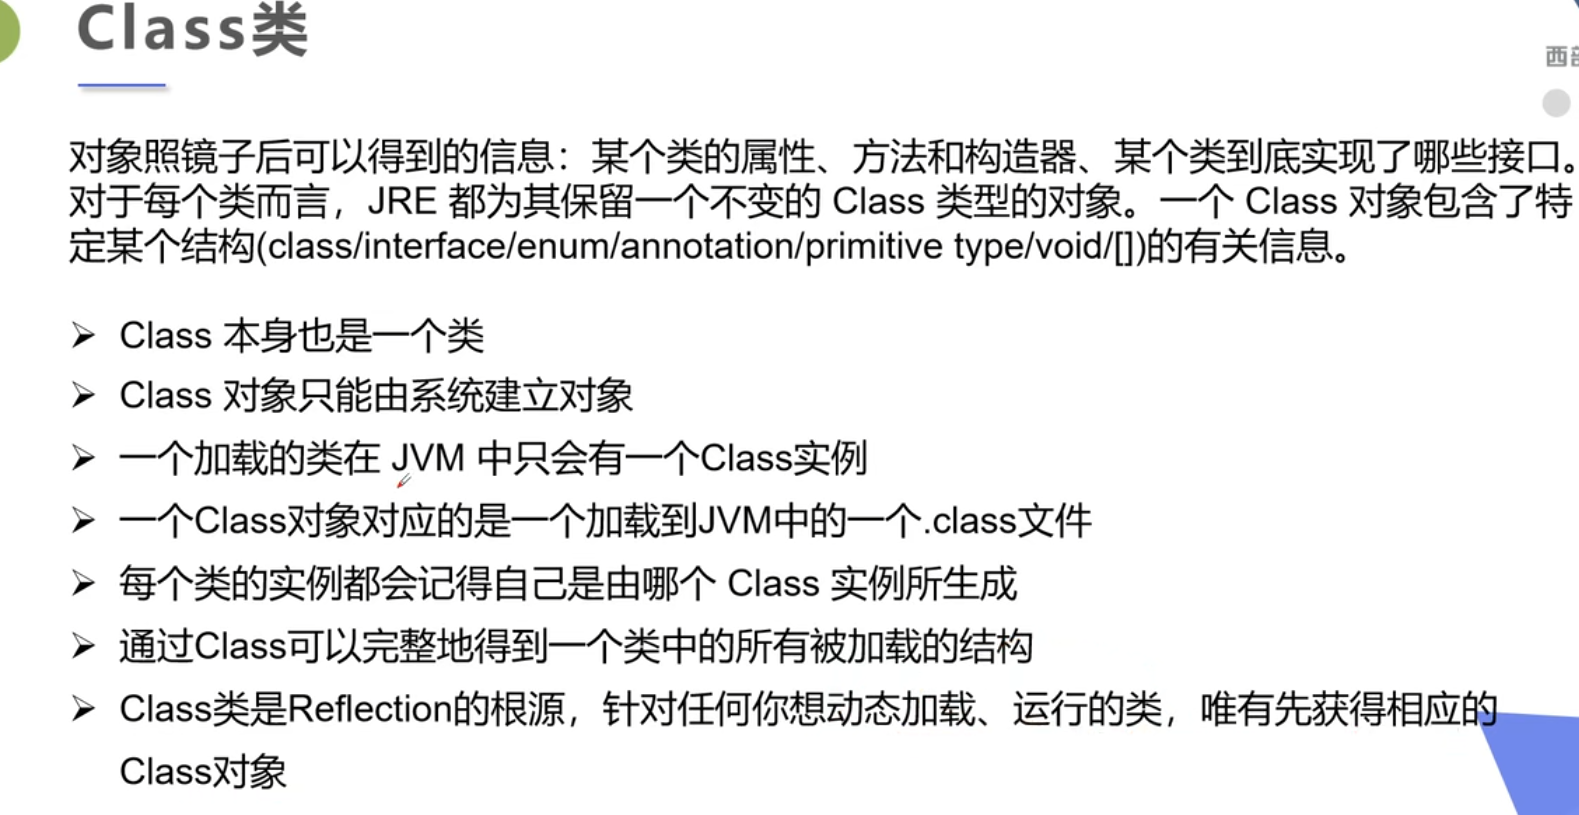 Class类
西
对象照镜子后可以得到的信息：某个类的属性、方法和构造器、某个类到底实现了哪些接口。
对于每个类而言，JRE 都为其保留一个不变的 Class 类型的对象。一个 Class 对象包含了特
定某个结构(class/interface/enum/annotation/primitive type/void/[])的有关信息。
➢ Class 本身也是一个类
➢ Class 对象只能由系统建立对象
➢ 一个加载的类在 JVM 中只会有一个Class实例
➢ 一个Class对象对应的是一个加载到JVM中的一个.class文件
➢ 每个类的实例都会记得自己是由哪个 Class 实例所生成
➢ 通过Class可以完整地得到一个类中的所有被加载的结构
➢ Class类是Reflection的根源，针对任何你想动态加载、运行的类，唯有先获得相应的
Class对象